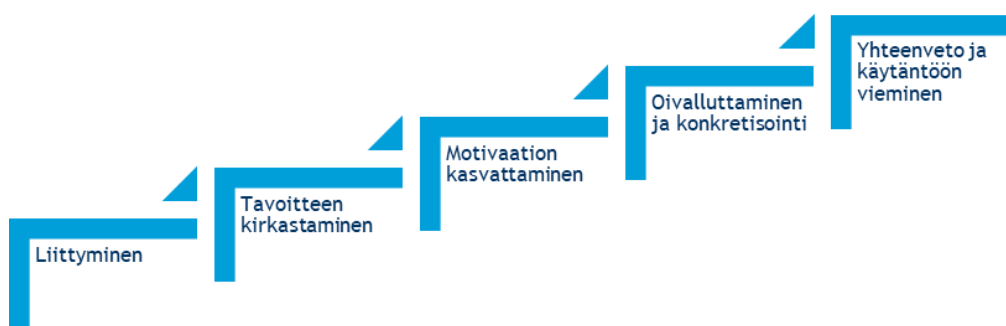 Liittyminen
Tavoitteen
kirkastaminen
Motivaation
kasvattaminen
Oivalluttaminen
ja konkretisointi
Yhteenveto ja
käytäntöön
vieminen